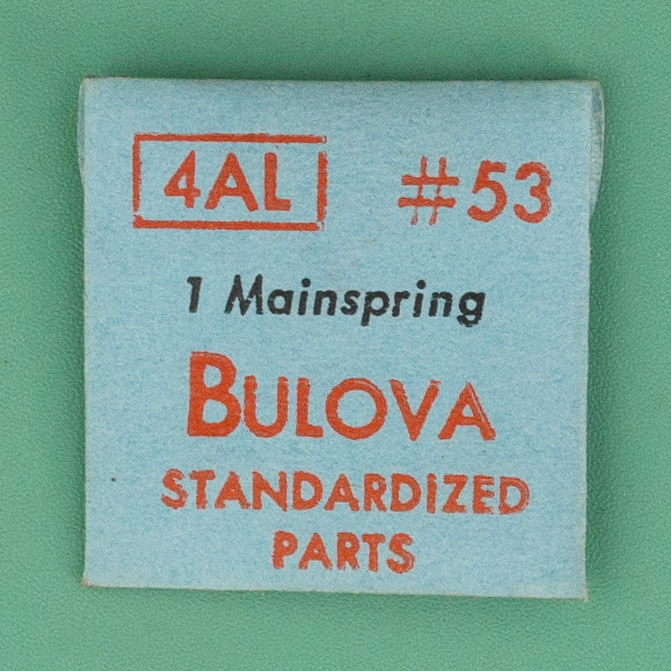 4AL #53
1 Mainspring
BULOVA
STANDARDIZED
PARTS